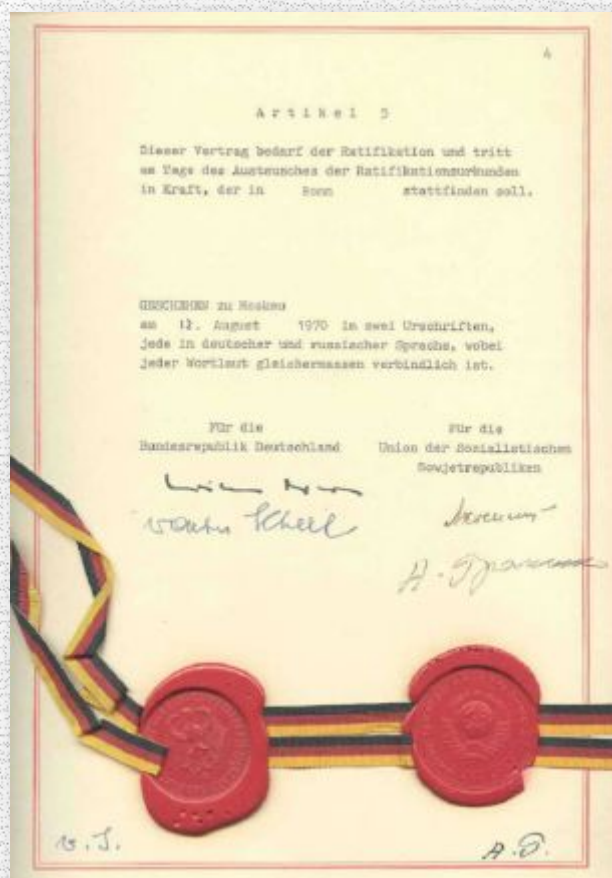 4
Artikel 5
Dieser Vertrag bedarf der Ratifikation und tritt
am Tage des Austausches der Ratifikationsurkunden
in Kraft, der in Bonn stattfinden soll.
GESCHEHEN zu Moskau
am 12. August 1970 in zwei Urschriften,
jede in deutscher und russischer Sprache, wobei
jeder Wortlaut gleichermassen verbindlich ist.
Für die Für die
Bundesrepublik Deutschland Union der Sozialistischen
Sowjetrepubliken
Walter Scheel
А. Громыко